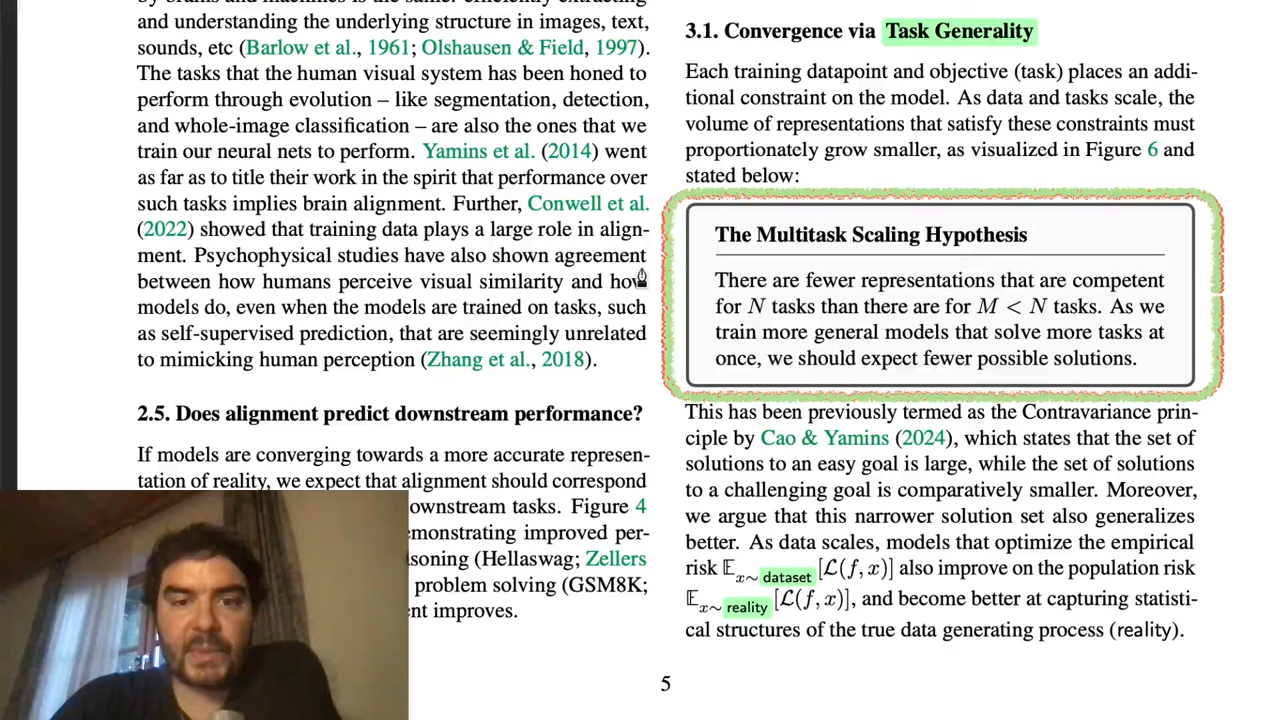 by brains and machines is the same: efficiently extracting
and understanding the underlying structure in images, text,
sounds, etc (Barlow et al., 1961; Olshausen & Field, 1997).
The tasks that the human visual system has been honed to
perform through evolution – like segmentation, detection,
and whole-image classification – are also the ones that we
train our neural nets to perform. Yamins et al. (2014) went
as far as to title their work in the spirit that performance over
such tasks implies brain alignment. Further, Conwell et al.
(2022) showed that training data plays a large role in align-
ment. Psychophysical studies have also shown agreement
between how humans perceive visual similarity and how
models do, even when the models are trained on tasks, such
as self-supervised prediction, that are seemingly unrelated
to mimicking human perception (Zhang et al., 2018).
2.5. Does alignment predict downstream performance?
If models are converging towards a more accurate represen-
tation of reality, we expect that alignment should correspond
ownstream tasks. Figure 4
emonstrating improved per-
soning (Hellaswag; Zellers
problem solving (GSM8K;
nt improves.
3.1. Convergence via Task Generality
Each training datapoint and objective (task) places an addi-
tional constraint on the model. As data and tasks scale, the
volume of representations that satisfy these constraints must
proportionately grow smaller, as visualized in Figure 6 and
stated below:
The Multitask Scaling Hypothesis
There are fewer representations that are competent
for N tasks than there are for M < N tasks. As we
train more general models that solve more tasks at
once, we should expect fewer possible solutions.
This has been previously termed as the Contravariance prin-
ciple by Cao & Yamins (2024), which states that the set of
solutions to an easy goal is large, while the set of solutions
to a challenging goal is comparatively smaller. Moreover,
we argue that this narrower solution set also generalizes
better. As data scales, models that optimize the empirical
risk 𝔼x∼dataset[ℒ(f, x)] also improve on the population risk
𝔼x∼reality[ℒ(f, x)], and become better at capturing statisti-
cal structures of the true data generating process (reality).
5